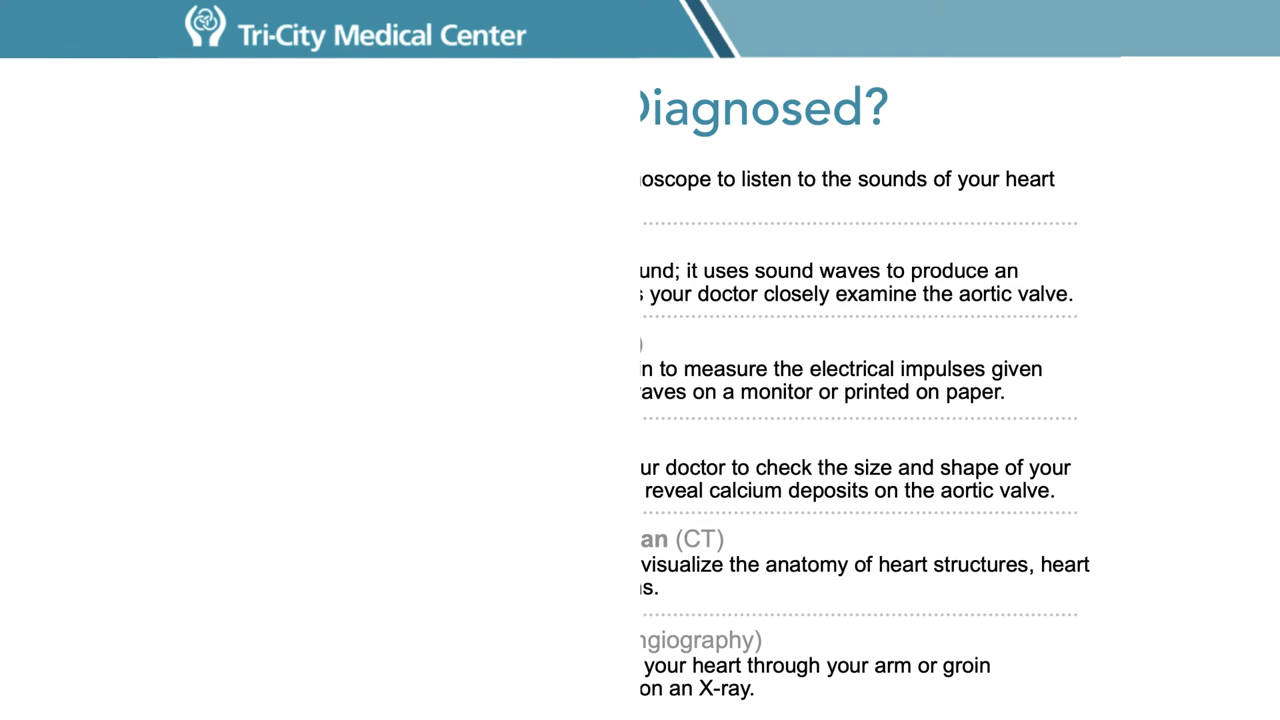 Tri-City Medical Center
Diagnosed?
oscope to listen to the sounds of your heart
und; it uses sound waves to produce an
your doctor closely examine the aortic valve.
)
in to measure the electrical impulses given
aves on a monitor or printed on paper.
ur doctor to check the size and shape of your
reveal calcium deposits on the aortic valve.
an (CT)
visualize the anatomy of heart structures, heart
s.
ngiography)
your heart through your arm or groin
on an X-ray.